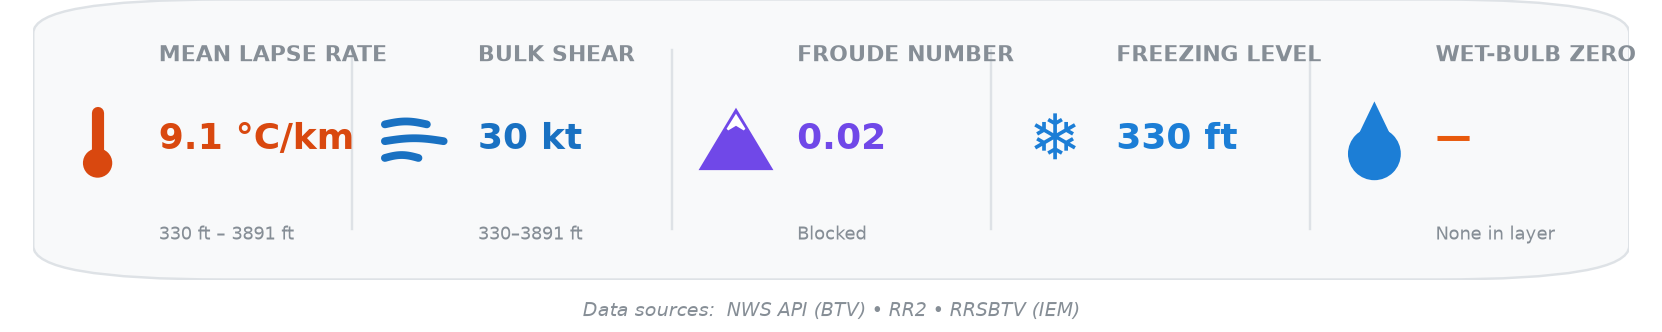 MEAN LAPSE RATE
9.1 °C/km
330 ft – 3891 ft
BULK SHEAR
30 kt
330–3891 ft
FROUDE NUMBER
0.02
Blocked
FREEZING LEVEL
330 ft
WET-BULB ZERO
—
None in layer
Data sources:  NWS API (BTV) • RR2 • RRSBTV (IEM)